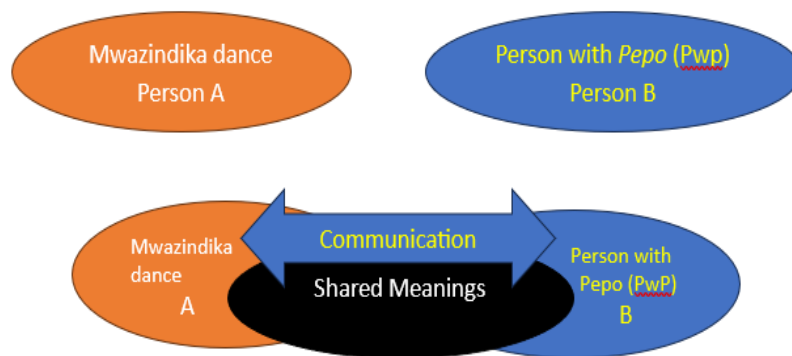 Mwazindika dance
Person A
Person with Pepo (Pwp)
Person B
Communication
Shared Meanings
Mwazindika
dance
A
Person with
Pepo (PwP)
B